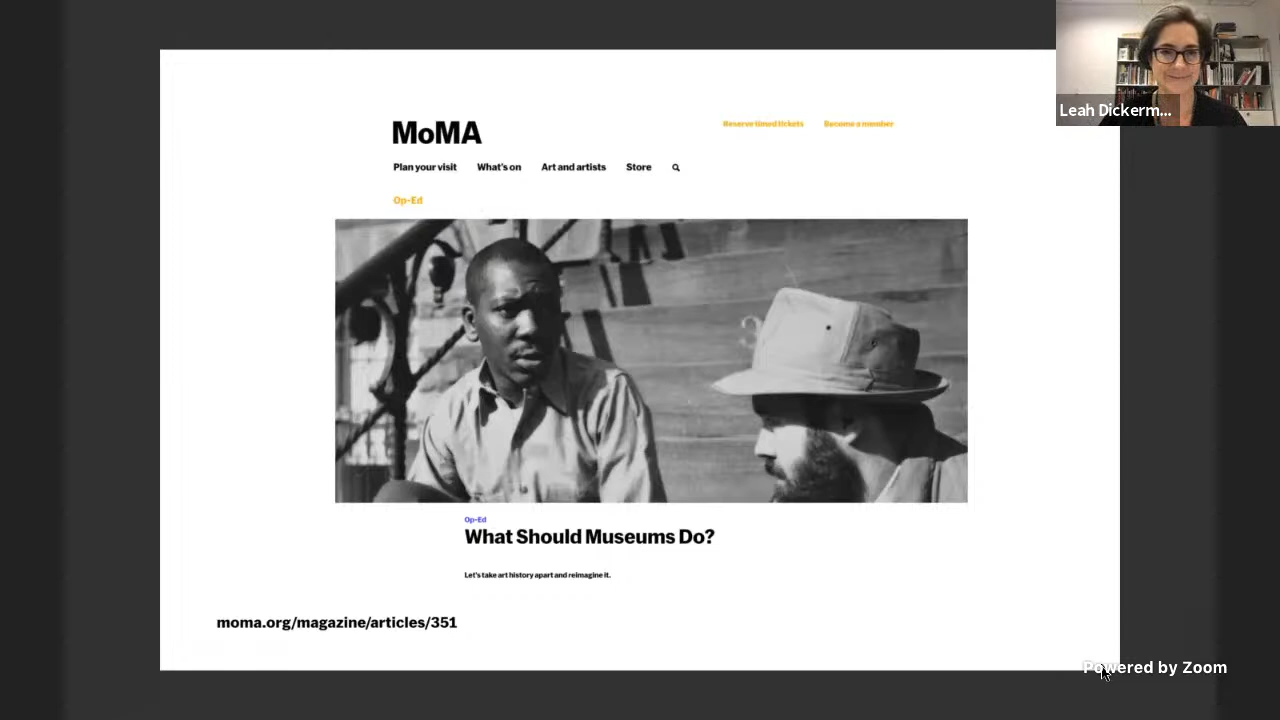 Leah Dickerm...
MoMA
Reserve timed tickets Become a member
Plan your visit What's on Art and artists Store
Op-Ed
Op-Ed
What Should Museums Do?
Let's take art history apart and reimagine it.
moma.org/magazine/articles/351
Powered by Zoom